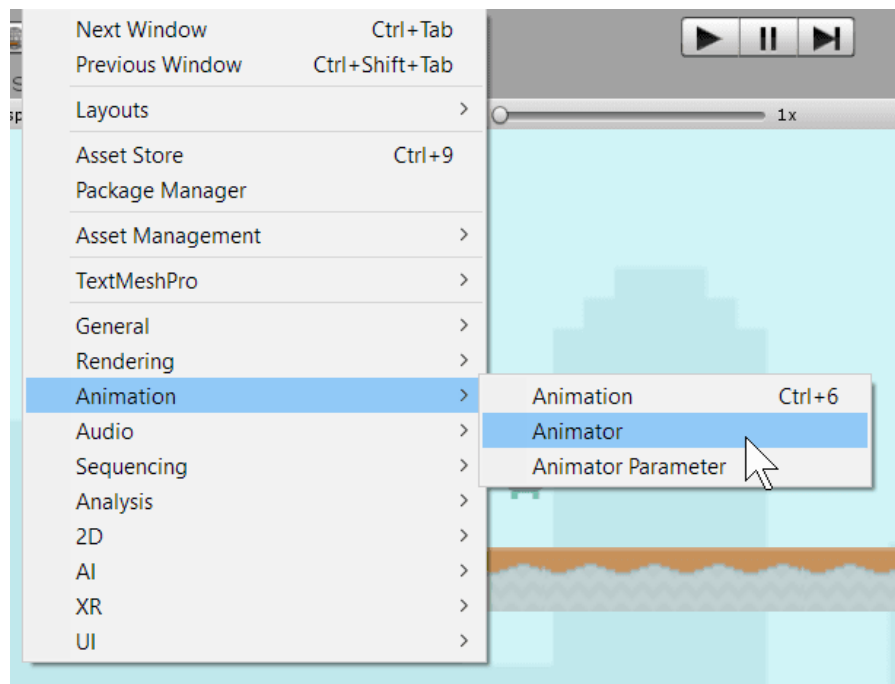 Next Window Ctrl+Tab
Previous Window Ctrl+Shift+Tab
Layouts
1x
Asset Store Ctrl+9
Package Manager
Asset Management
TextMeshPro
General
Rendering
Animation
Animation Ctrl+6
Audio
Animator
Sequencing
Animator Parameter
Analysis
2D
AI
XR
UI